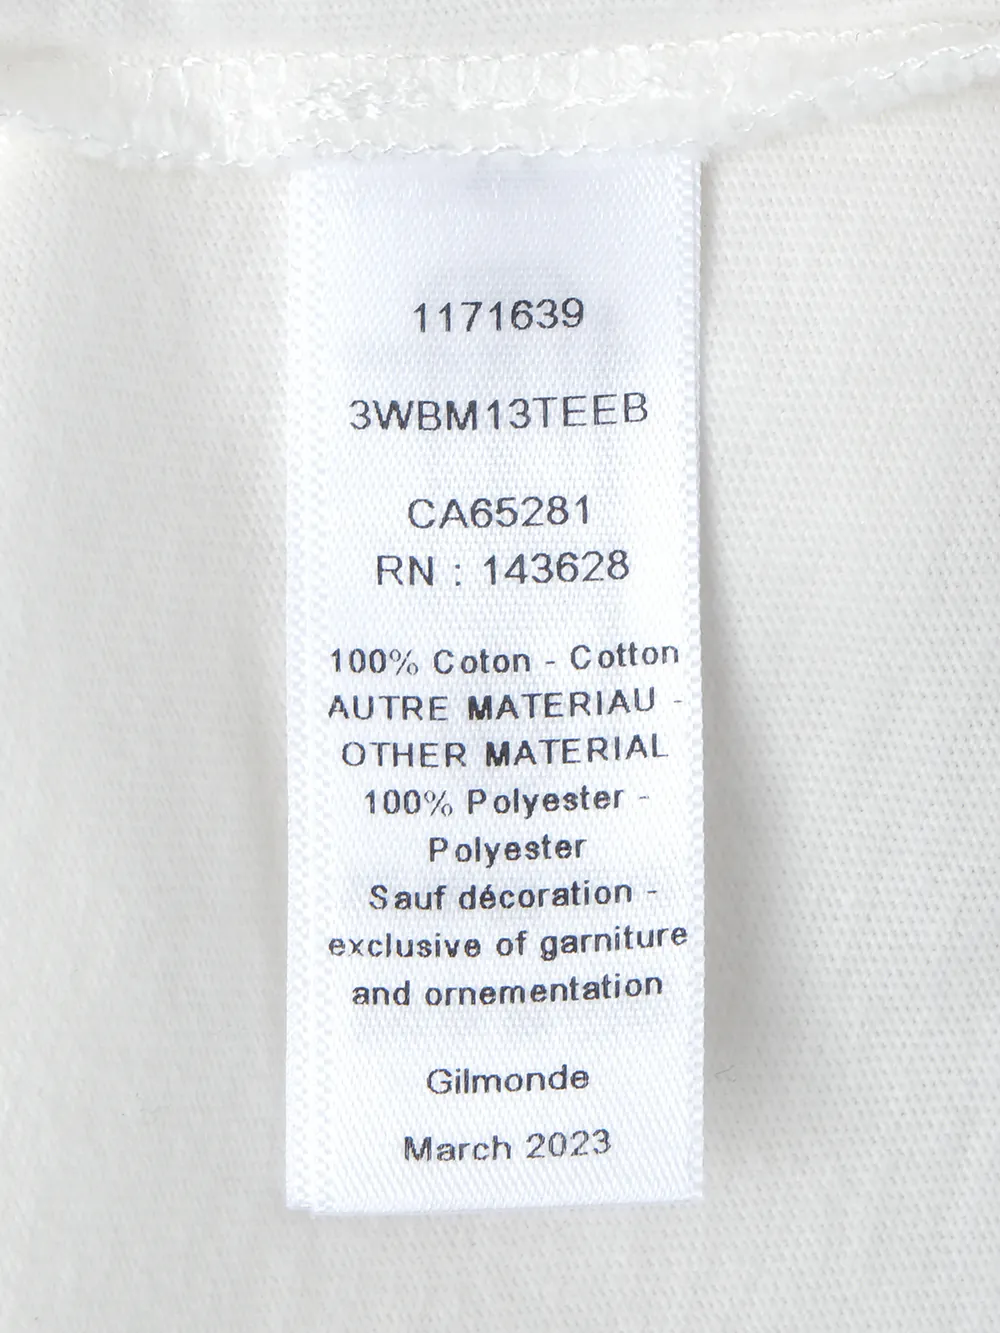 1171639
3WBM13TEEB
CA65281
RN : 143628
100% Coton - Cotton
AUTRE MATERIAU -
OTHER MATERIAL
100% Polyester -
Polyester
Sauf décoration -
exclusive of garniture
and ornementation
Gilmonde
March 2023